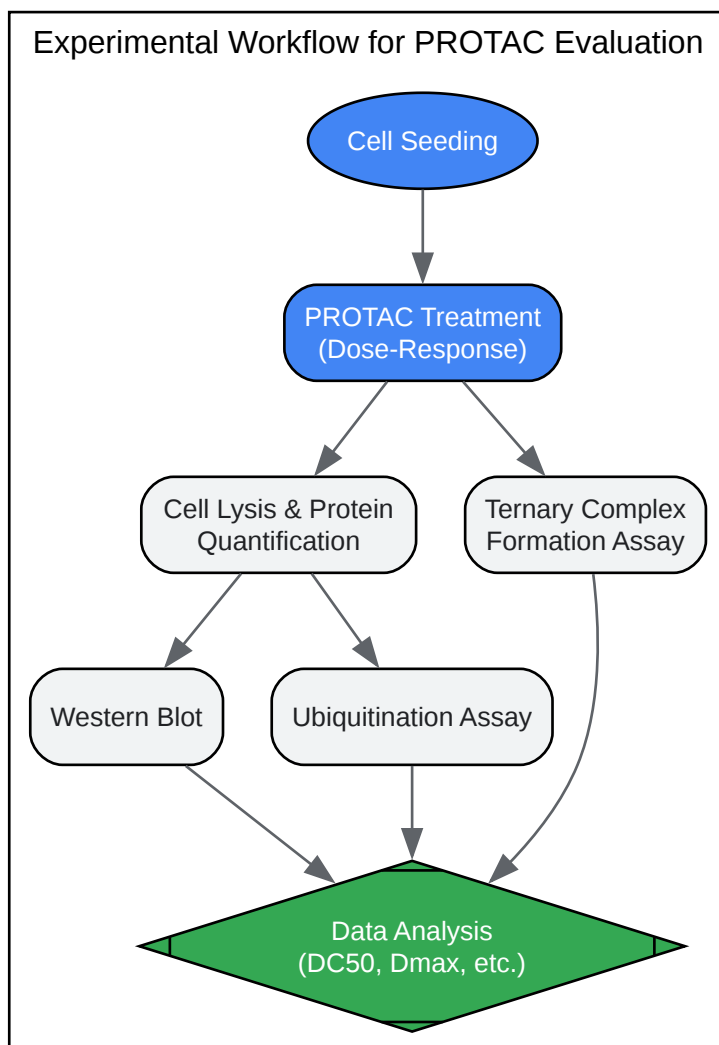 Experimental Workflow for PROTAC Evaluation
Cell Seeding
PROTAC Treatment
(Dose-Response)
Cell Lysis & Protein
Quantification
Ternary Complex
Formation Assay
Western Blot
Ubiquitination Assay
Data Analysis
(DC50, Dmax, etc.)